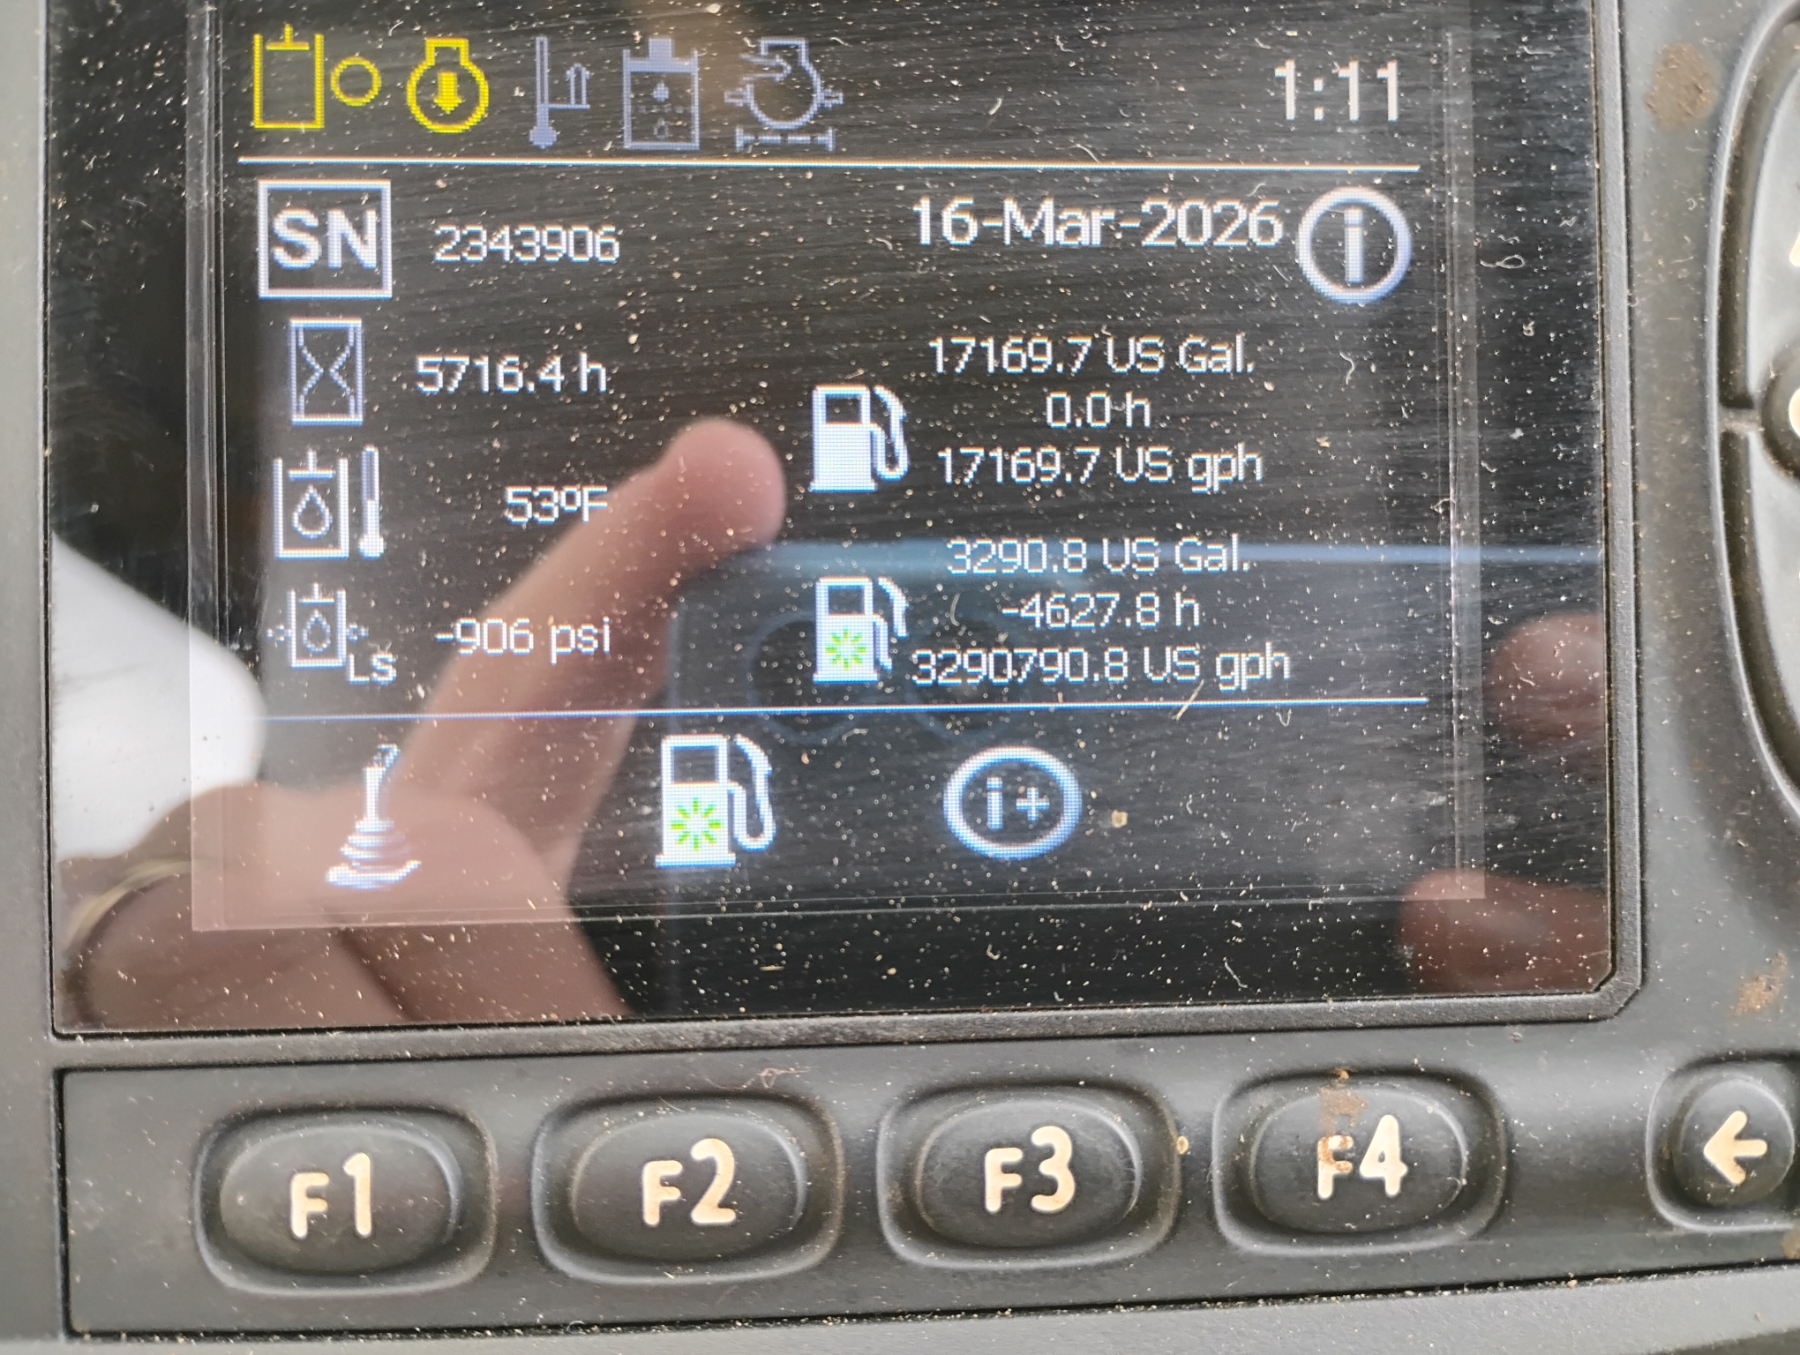 1:11
SN 2343906
16-Mar-2026 i
5716.4 h
17169.7 US Gal.
0.0 h
17169.7 US gph
53ºF
3290.8 US Gal.
-4627.8 h
3290790.8 US gph
-906 psi
LS
i+
F1 F2 F3 F4